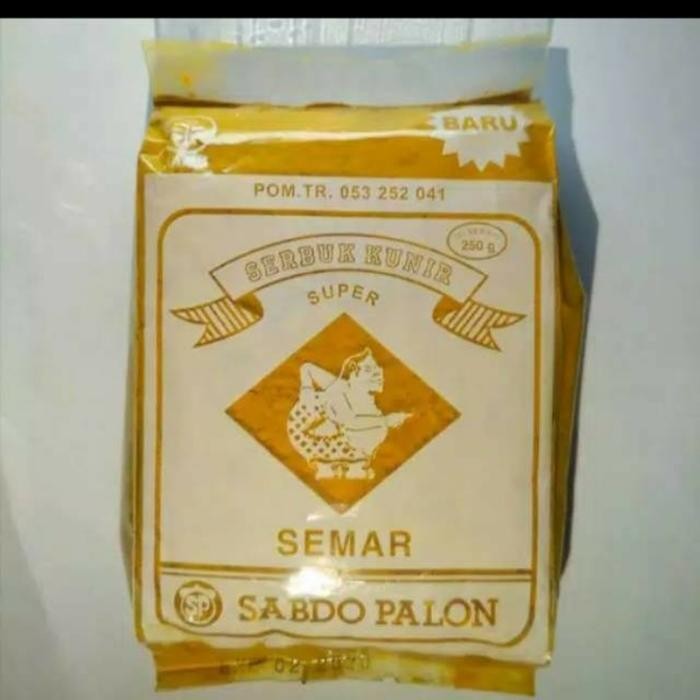 BARU
POM.TR. 053 252 041
250 g
SERBUK KUNIR
SUPER
SEMAR
SP
SABDO PALON